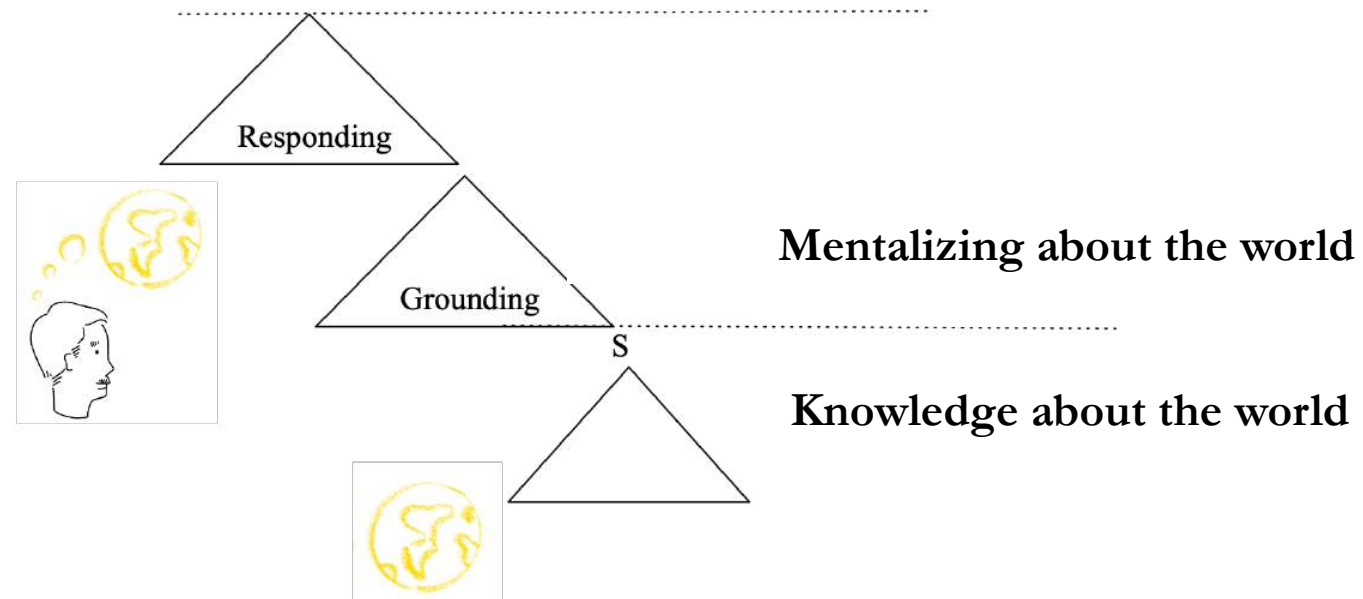 Responding
Mentalizing about the world
Grounding
S
Knowledge about the world